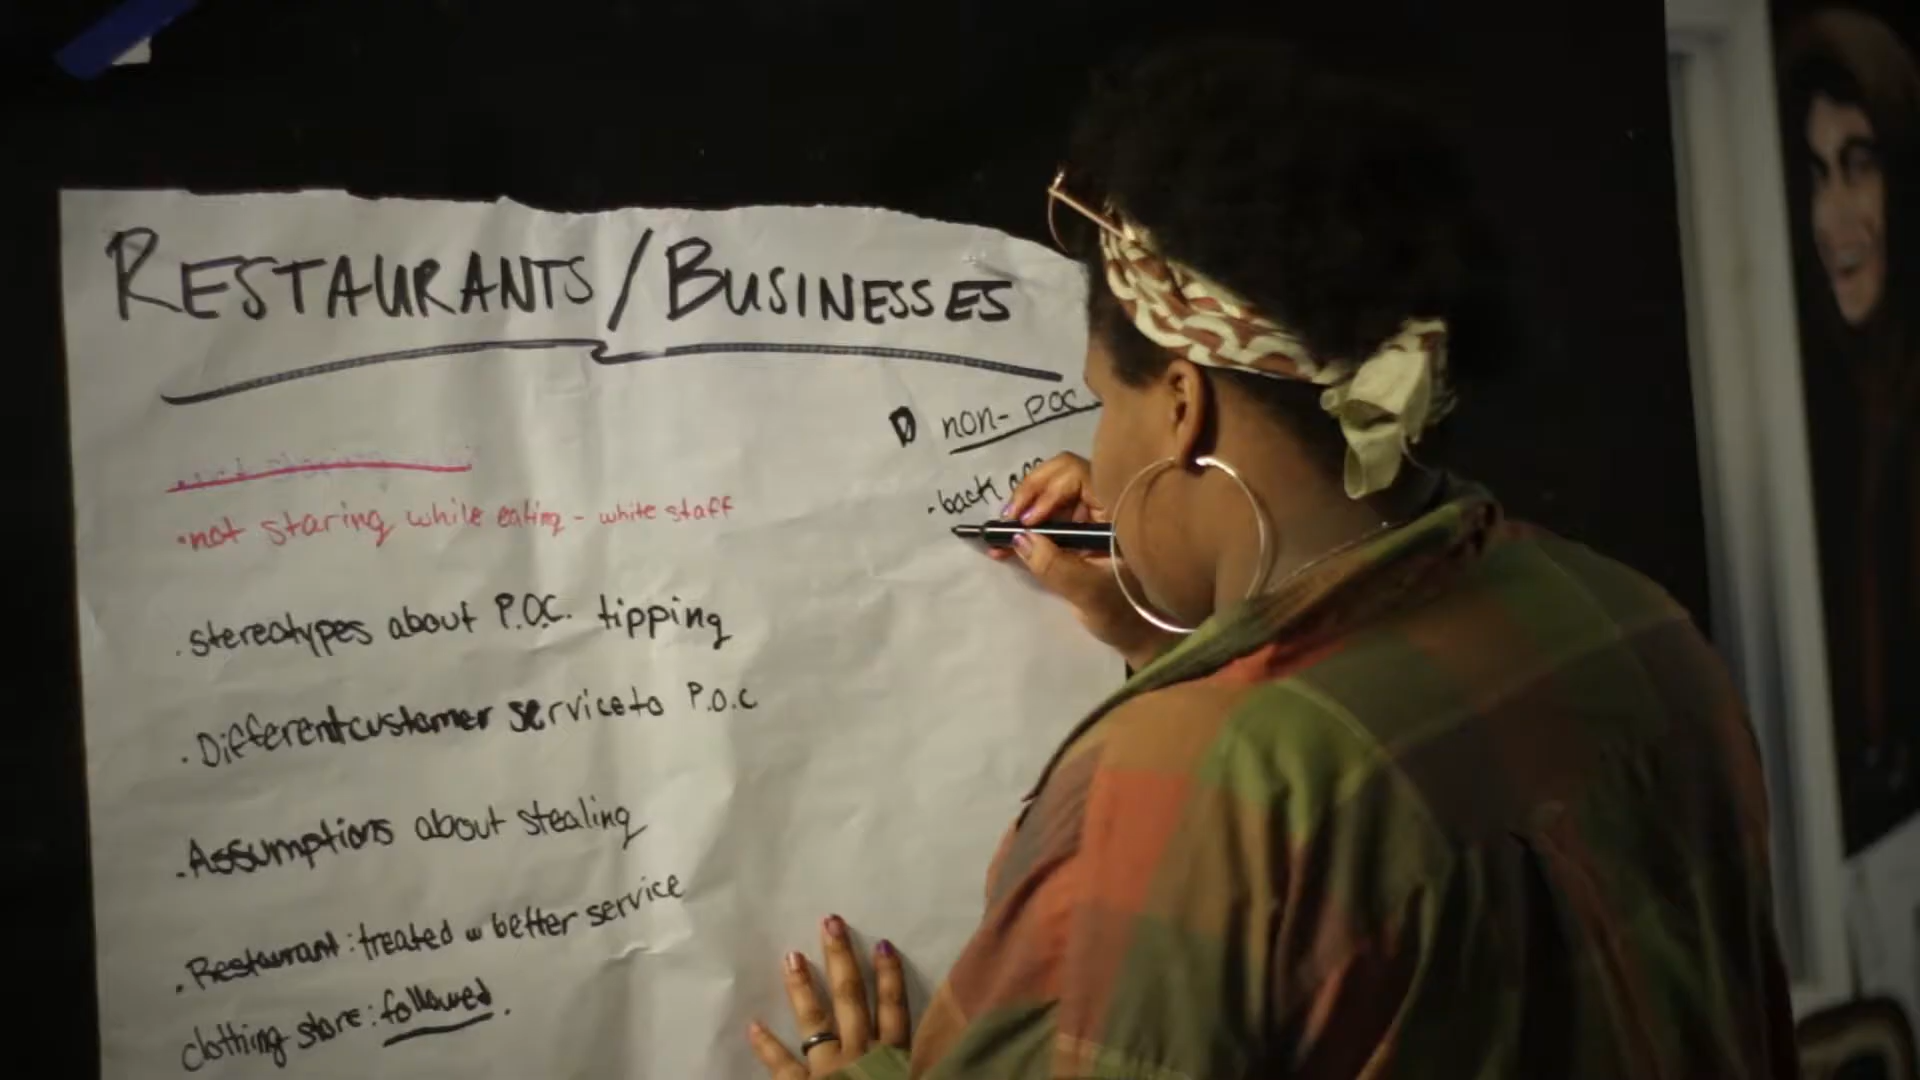 RESTAURANTS/BUSINESSES
non-poc
•back
•not staring while eating - white staff
•stereotypes about P.O.C. tipping
•Different customer service to P.O.C
•Assumptions about stealing
•Restaurant: treated w better service
clothing store: followed.